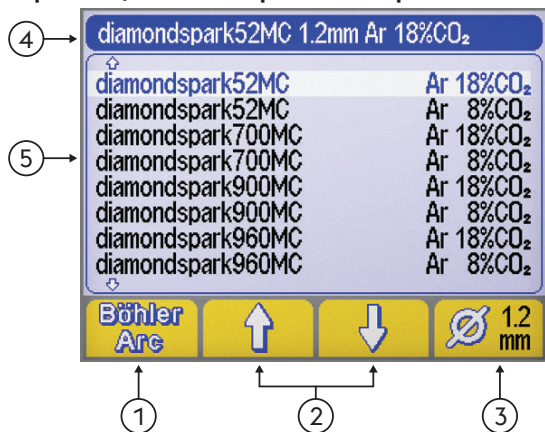 ④ diamondspark52MC 1.2mm Ar 18%CO₂
diamondspark52MC Ar 18%CO₂
diamondspark52MC Ar 8%CO₂
diamondspark700MC Ar 18%CO₂
⑤ diamondspark700MC Ar 8%CO₂
diamondspark900MC Ar 18%CO₂
diamondspark900MC Ar 8%CO₂
diamondspark960MC Ar 18%CO₂
diamondspark960MC Ar 8%CO₂
Böhler Arc
Ø 1.2 mm
① ② ③